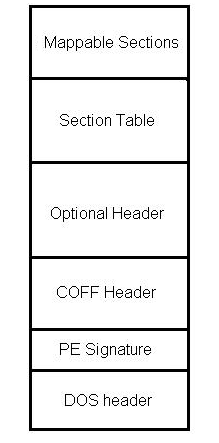 Mappable Sections
Section Table
Optional Header
COFF Header
PE Signature
DOS header